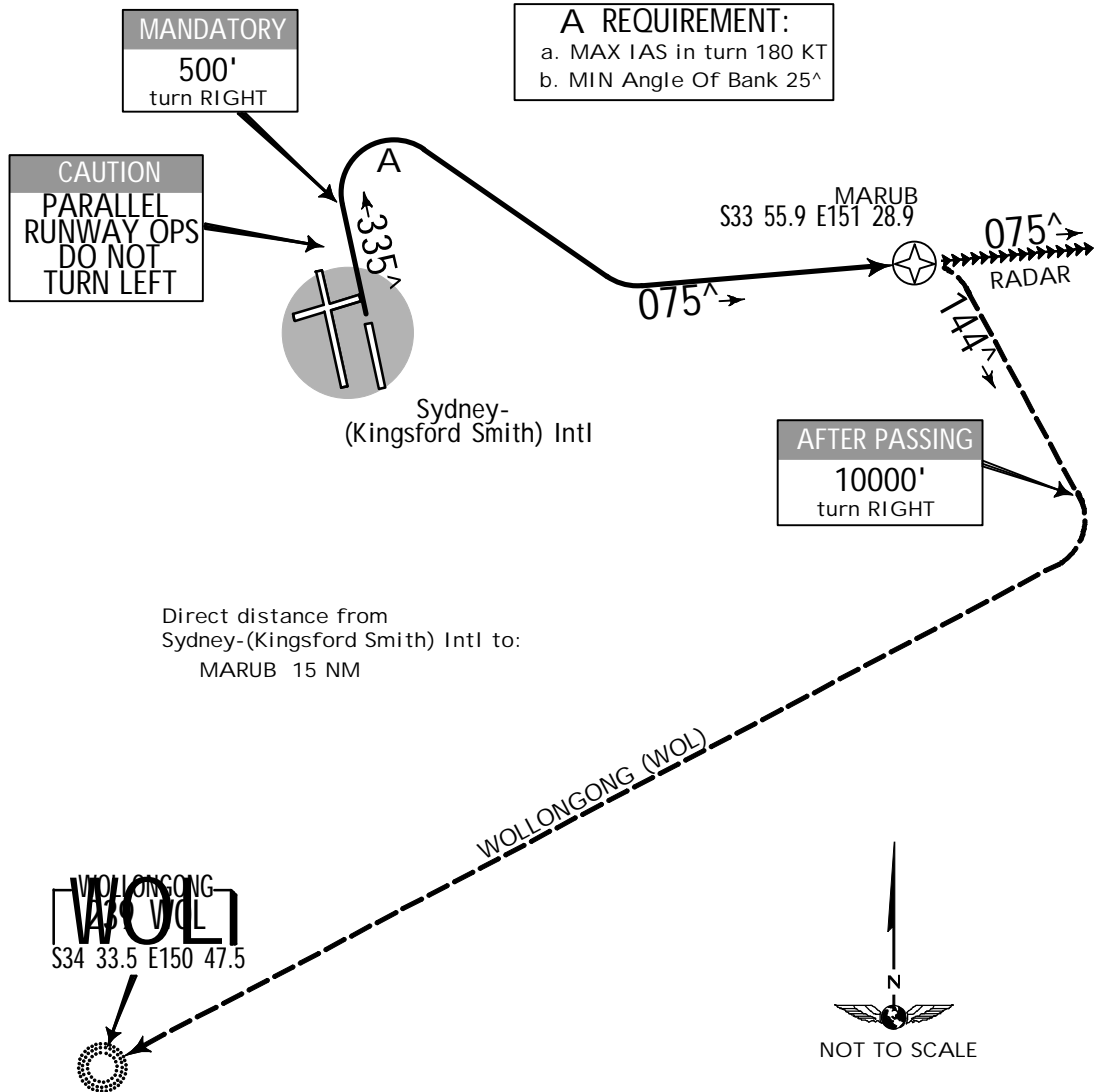 A REQUIREMENT:
a. MAX IAS in turn 180 KT
b. MIN Angle Of Bank 25^
MANDATORY
500'
turn RIGHT
A
CAUTION
PARALLEL
RUNWAY OPS
DO NOT
TURN LEFT
335^
MARUB
S33 55.9 E151 28.9
075^
RADAR
075^
144^
Sydney-
(Kingsford Smith) Intl
AFTER PASSING
10000'
turn RIGHT
Direct distance from
Sydney-(Kingsford Smith) Intl to:
MARUB 15 NM
WOLLONGONG (WOL)
WOLLONGONG
239 WOL
S34 33.5 E150 47.5
N
NOT TO SCALE